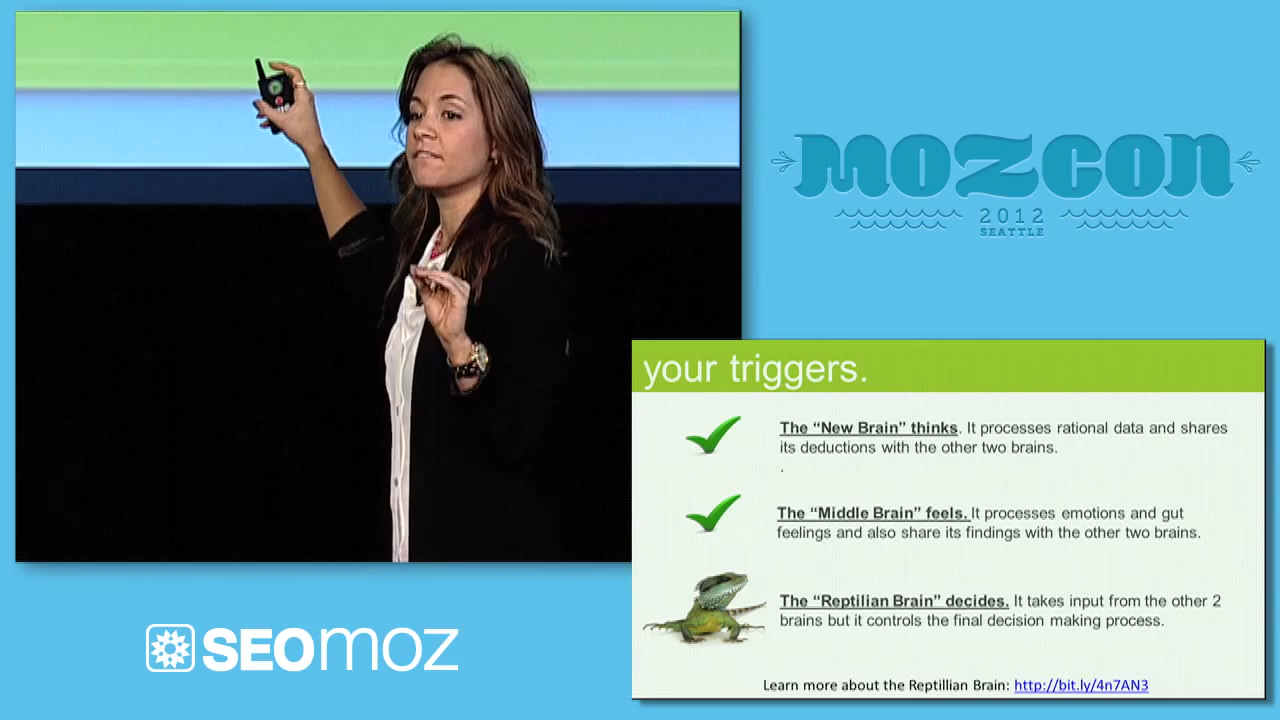 MOZCON
2012
SEATTLE
your triggers.
The “New Brain” thinks. It processes rational data and shares
its deductions with the other two brains.
.
The “Middle Brain” feels. It processes emotions and gut
feelings and also share its findings with the other two brains.
The “Reptilian Brain” decides. It takes input from the other 2
brains but it controls the final decision making process.
Learn more about the Reptillian Brain: http://bit.ly/4n7AN3
SEOmoz